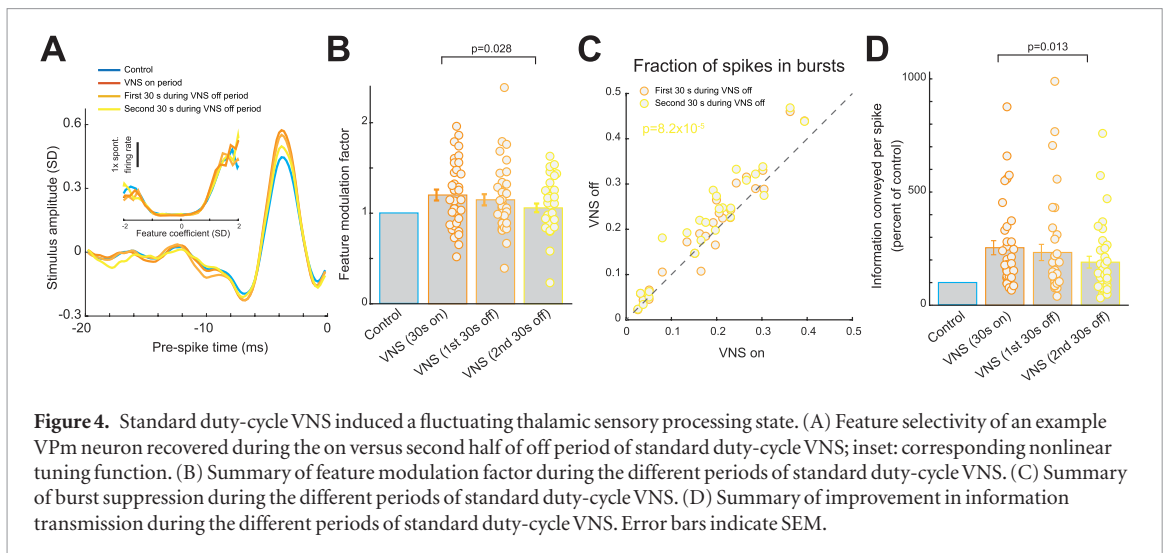 A
Control
VNS on period
First 30 s during VNS off period
Second 30 s during VNS off period
Stimulus amplitude (SD)
0.6
0.3
0
-0.3
1x spont.
firing rate
-2
0
2
Feature coefficient (SD)
-20
-10
0
Pre-spike time (ms)
B
p=0.028
Feature modulation factor
2
1
0
Control
VNS (30s on)
VNS (1st 30s off)
VNS (2nd 30s off)
C
Fraction of spikes in bursts
First 30 s during VNS off
Second 30 s during VNS off
p=8.2x10⁻⁵
VNS off
0.5
0.4
0.3
0.2
0.1
0
0
0.1
0.2
0.3
0.4
0.5
VNS on
D
p=0.013
Information conveyed per spike
(percent of control)
1000
500
0
Control
VNS (30s on)
VNS (1st 30s off)
VNS (2nd 30s off)
Figure 4. Standard duty-cycle VNS induced a fluctuating thalamic sensory processing state. (A) Feature selectivity of an example
VPm neuron recovered during the on versus second half of off period of standard duty-cycle VNS; inset: corresponding nonlinear
tuning function. (B) Summary of feature modulation factor during the different periods of standard duty-cycle VNS. (C) Summary
of burst suppression during the different periods of standard duty-cycle VNS. (D) Summary of improvement in information
transmission during the different periods of standard duty-cycle VNS. Error bars indicate SEM.